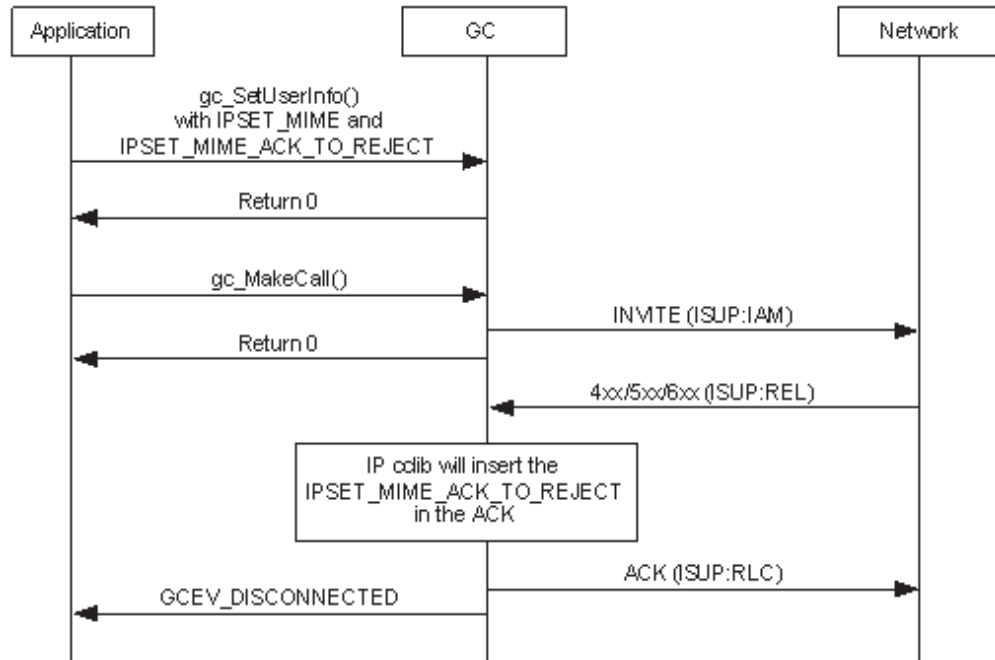 Application
GC
Network
gc_SetUserInfo()
with IPSET_MIME and
IPSET_MIME_ACK_TO_REJECT
Return 0
gc_MakeCall()
INVITE (ISUP:IAM)
Return 0
4xx/5xx/6xx (ISUP:REL)
IP cclib will insert the
IPSET_MIME_ACK_TO_REJECT
in the ACK
ACK (ISUP:RLC)
GCEV_DISCONNECTED